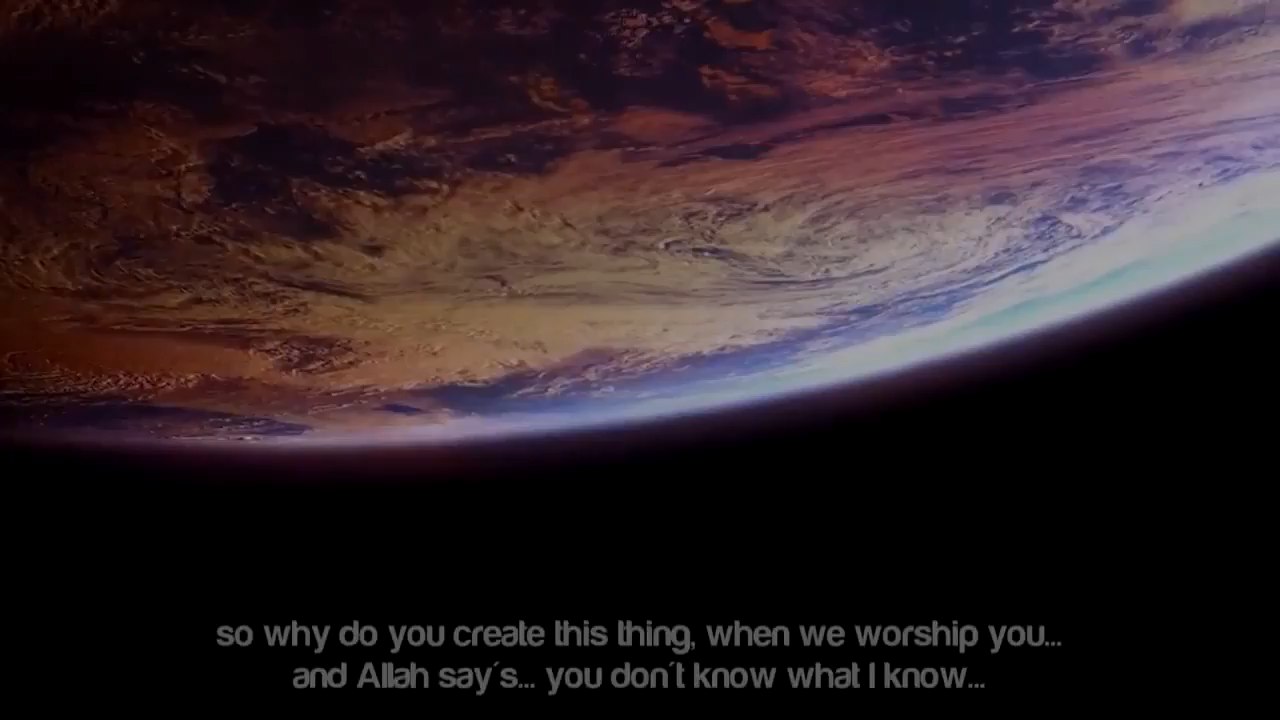 so why do you create this thing, when we worship you...
and Allah say´s... you don´t know what I know...